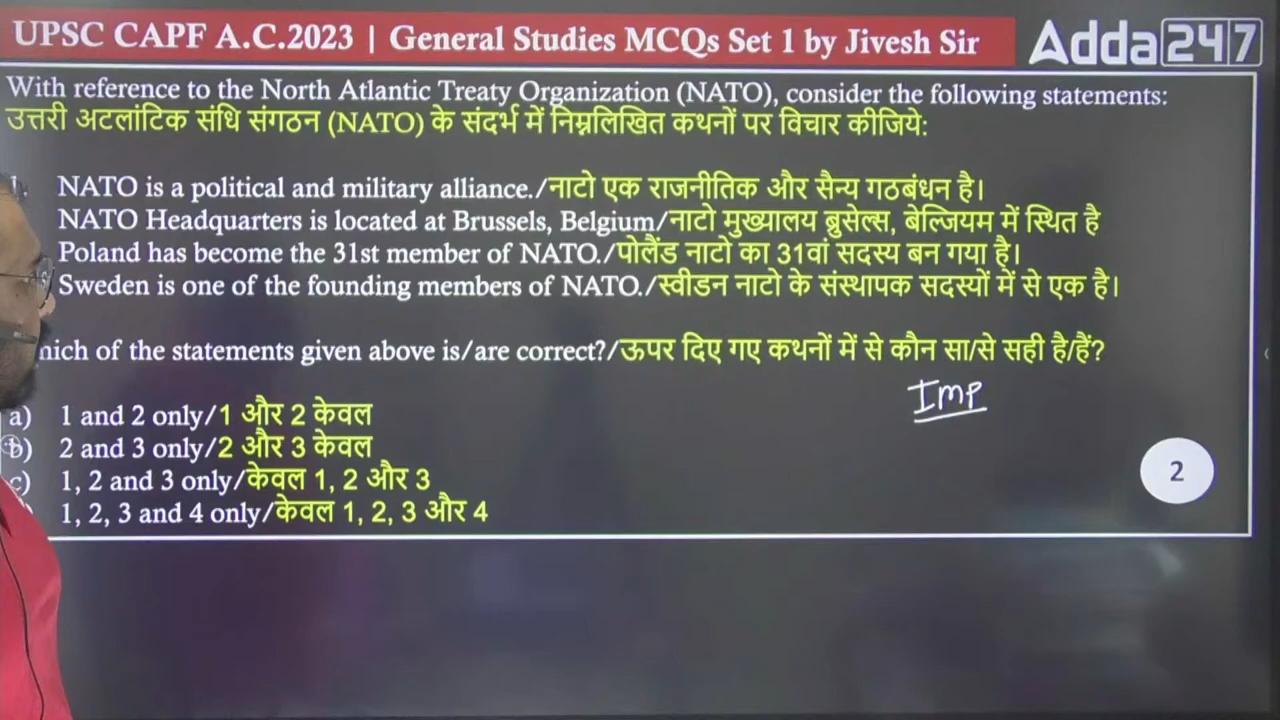 UPSC CAPF A.C.2023 | General Studies MCQs Set 1 by Jivesh Sir
Adda247
With reference to the North Atlantic Treaty Organization (NATO), consider the following statements:
उत्तरी अटलांटिक संधि संगठन (NATO) के संदर्भ में निम्नलिखित कथनों पर विचार कीजिये:
NATO is a political and military alliance./नाटो एक राजनीतिक और सैन्य गठबंधन है।
NATO Headquarters is located at Brussels, Belgium/नाटो मुख्यालय ब्रुसेल्स, बेल्जियम में स्थित है
Poland has become the 31st member of NATO./पोलैंड नाटो का 31वां सदस्य बन गया है।
Sweden is one of the founding members of NATO./स्वीडन नाटो के संस्थापक सदस्यों में से एक है।
of the statements given above is/are correct?/ऊपर दिए गए कथनों में से कौन सा/से सही है/हैं?
Imp
a) 1 and 2 only/1 और 2 केवल
b) 2 and 3 only/2 और 3 केवल
c) 1, 2 and 3 only/केवल 1, 2 और 3
1, 2, 3 and 4 only/केवल 1, 2, 3 और 4
2